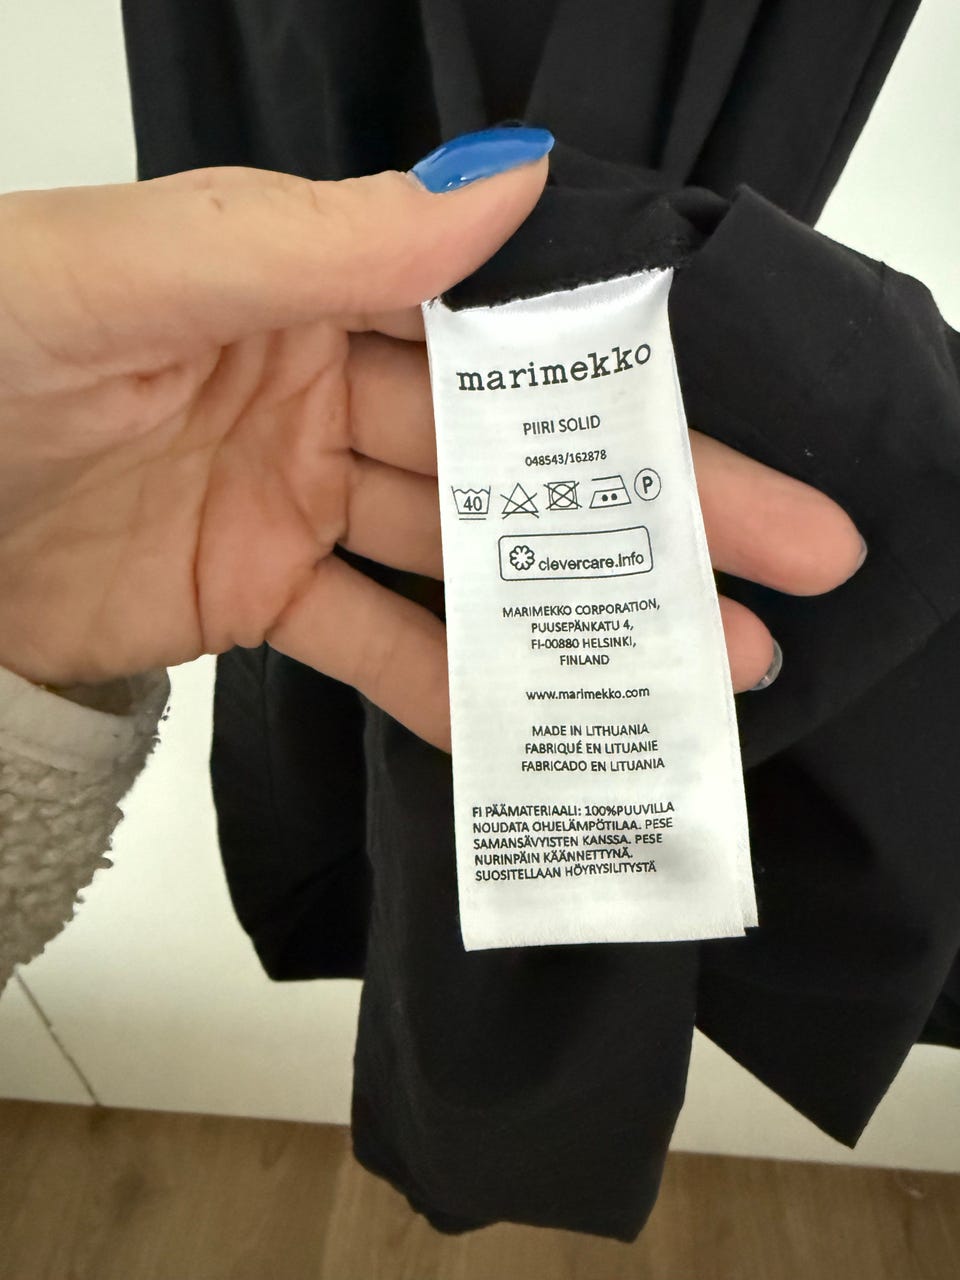 marimekko
PIIRI SOLID
048543/162878
40 P
clevercare.info
MARIMEKKO CORPORATION,
PUUSEPÄNKATU 4,
FI-00880 HELSINKI,
FINLAND
www.marimekko.com
MADE IN LITHUANIA
FABRIQUÉ EN LITUANIE
FABRICADO EN LITUANIA
FI PÄÄMATERIAALI: 100%PUUVILLA
NOUDATA OHJELÄMPÖTILAA. PESE
SAMANSÄVYISTEN KANSSA. PESE
NURINPÄIN KÄÄNNETTYNÄ.
SUOSITELLAAN HÖYRYSILITYSTÄ